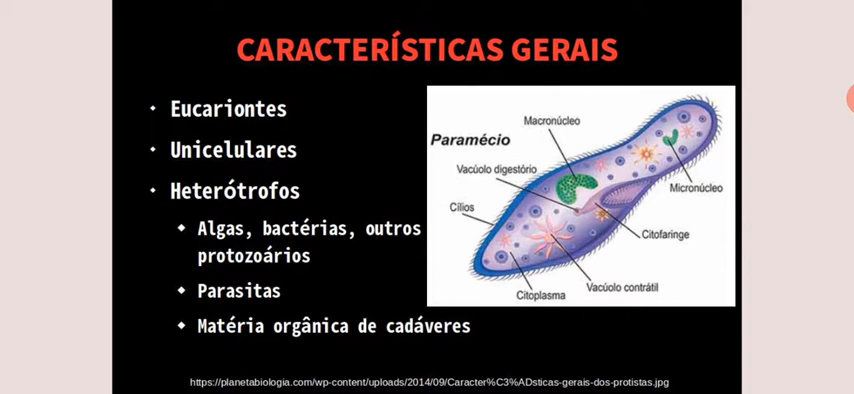 CARACTERÍSTICAS GERAIS
Eucariontes
Unicelulares
Heterótrofos
Algas, bactérias, outros
protozoários
Parasitas
Matéria orgânica de cadáveres
Paramécio
Macronúcleo
Vacúolo digestório
Cílios
Micronúcleo
Citofaringe
Vacúolo contrátil
Citoplasma
https://planetabiologia.com/wp-content/uploads/2014/09/Caracter%C3%ADsticas-gerais-dos-protistas.jpg